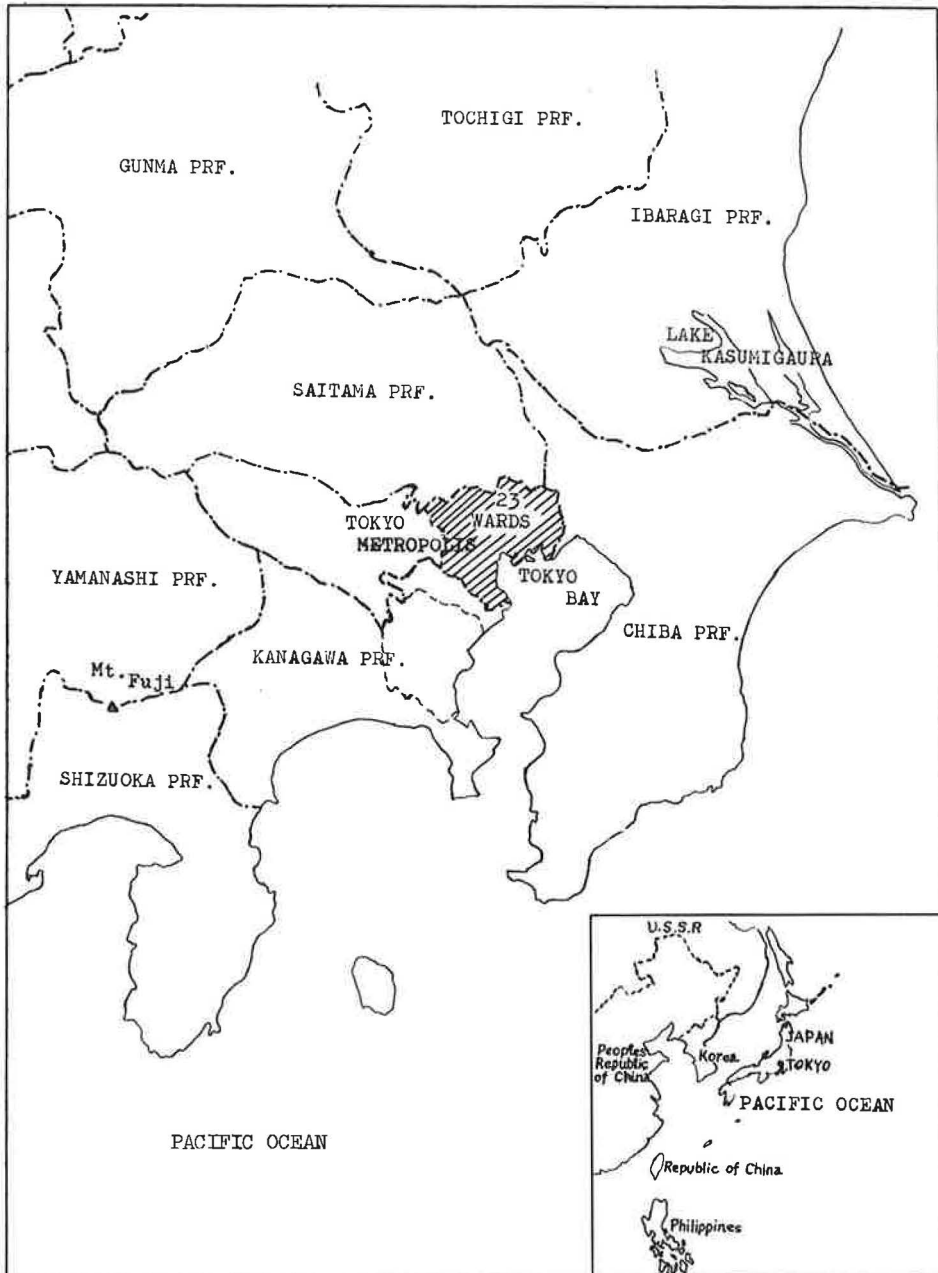 TOCHIGI PRF.
GUNMA PRF.
IBARAGI PRF.
LAKE
KASUMIGAURA
SAITAMA PRF.
23
WARDS
TOKYO
METROPOLIS
TOKYO
BAY
YAMANASHI PRF.
CHIBA PRF.
KANAGAWA PRF.
Mt. Fuji
SHIZUOKA PRF.
PACIFIC OCEAN
U.S.S.R
JAPAN
TOKYO
Peoples
Republic
of China
Korea
PACIFIC OCEAN
Republic of China
Philippines